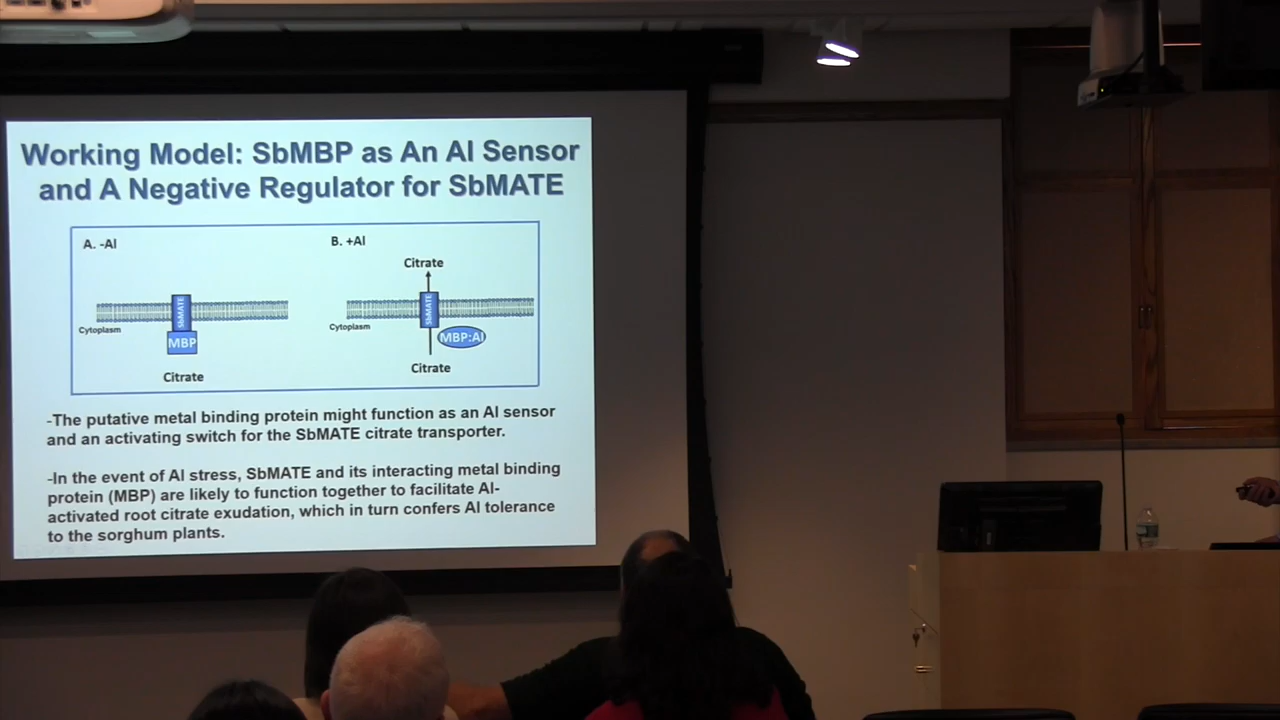 Working Model: SbMBP as An Al Sensor
and A Negative Regulator for SbMATE
A. -Al
B. +Al
Citrate
SbMATE
SbMATE
Cytoplasm
Cytoplasm
MBP
MBP:Al
Citrate
Citrate
-The putative metal binding protein might function as an Al sensor
and an activating switch for the SbMATE citrate transporter.
-In the event of Al stress, SbMATE and its interacting metal binding
protein (MBP) are likely to function together to facilitate Al-
activated root citrate exudation, which in turn confers Al tolerance
to the sorghum plants.